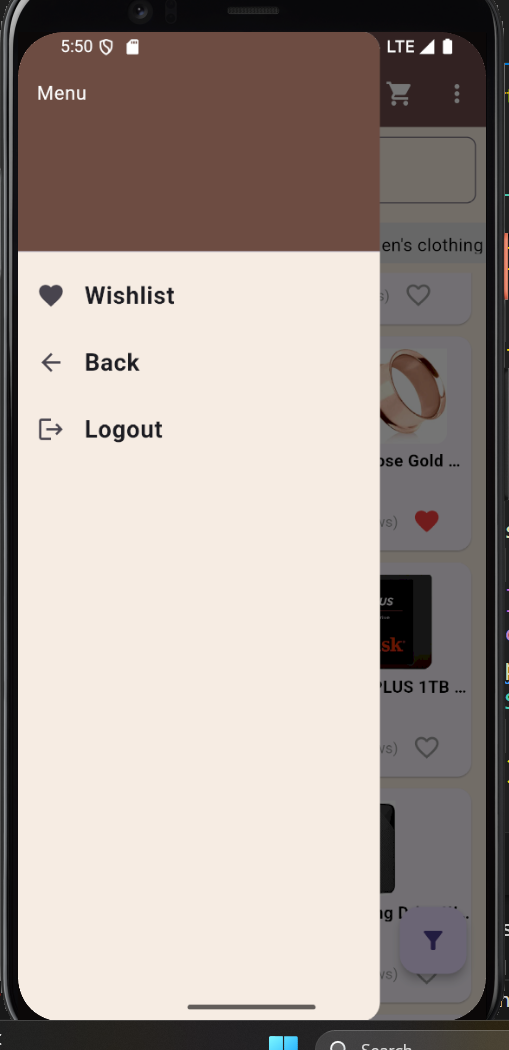 5:50
LTE
Menu
en's clothing
Wishlist
s)
Back
Logout
ose Gold ...
ws)
US
sk
PLUS 1TB ...
ws)
ng D
ws)
Search